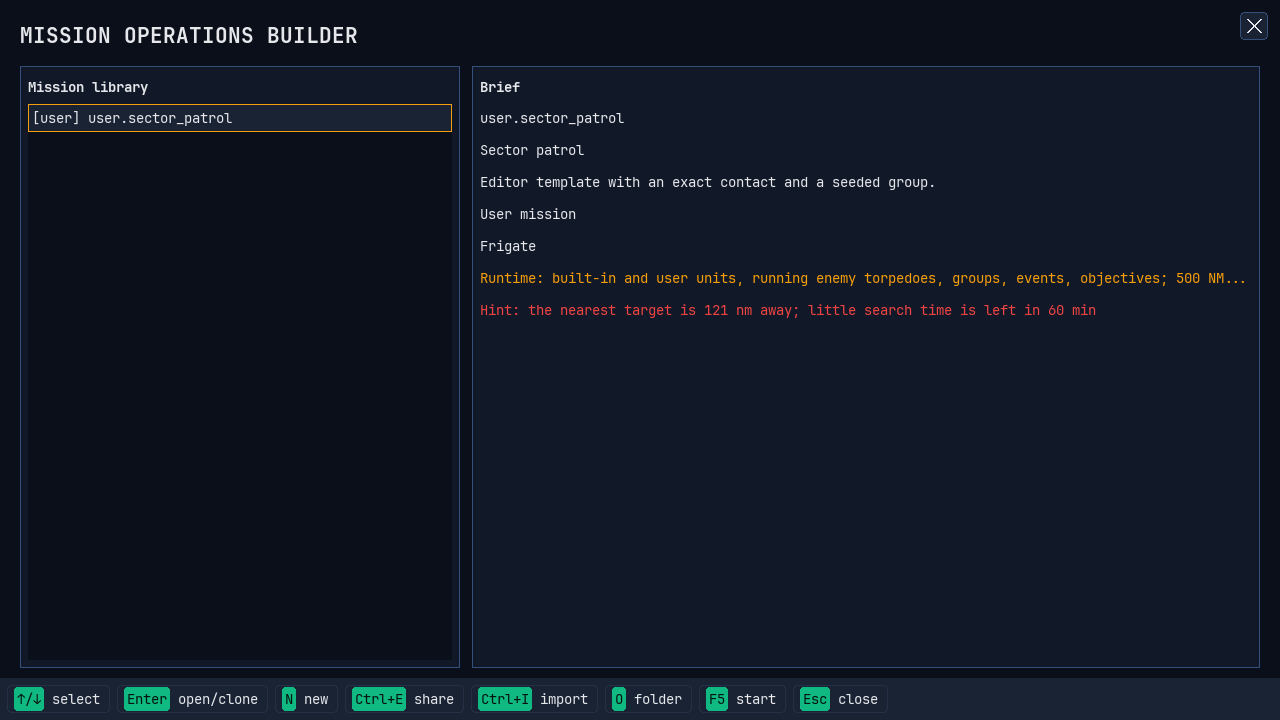 MISSION OPERATIONS BUILDER
Mission library
[user] user.sector_patrol
Brief
user.sector_patrol
Sector patrol
Editor template with an exact contact and a seeded group.
User mission
Frigate
Runtime: built-in and user units, running enemy torpedoes, groups, events, objectives; 500 NM...
Hint: the nearest target is 121 nm away; little search time is left in 60 min
↑/↓ select Enter open/clone N new Ctrl+E share Ctrl+I import O folder F5 start Esc close